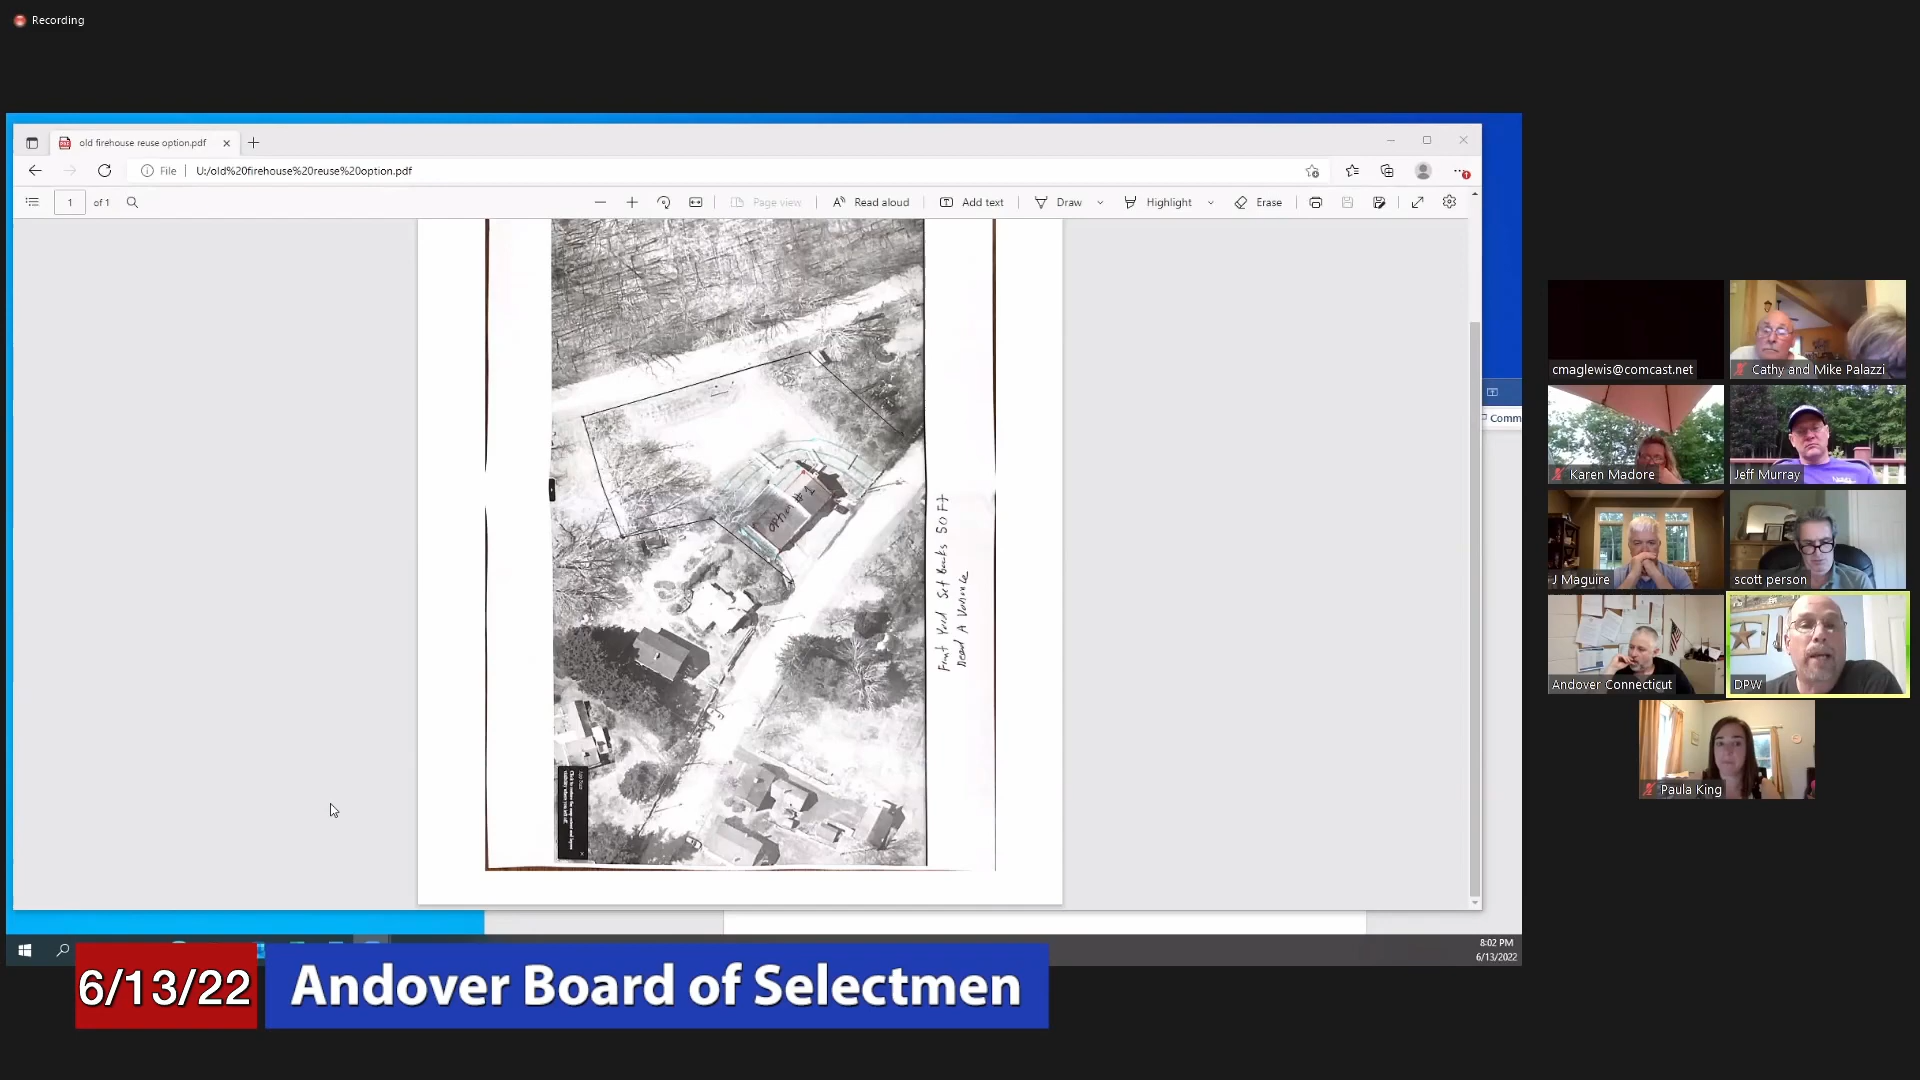 Recording
old firehouse reuse option.pdf
File
U:/old%20firehouse%20reuse%20option.pdf
1 of 1
Page view
Read aloud
Add text
Draw
Highlight
Erase
Comm
option #1
Front Yard Set Backs 50 FT
Need A Variance
cmaglewis@comcast.net
Cathy and Mike Palazzi
Karen Madore
Jeff Murray
J Maguire
scott person
Andover Connecticut
DPW
Paula King
8:02 PM
6/13/2022
6/13/22
Andover Board of Selectmen